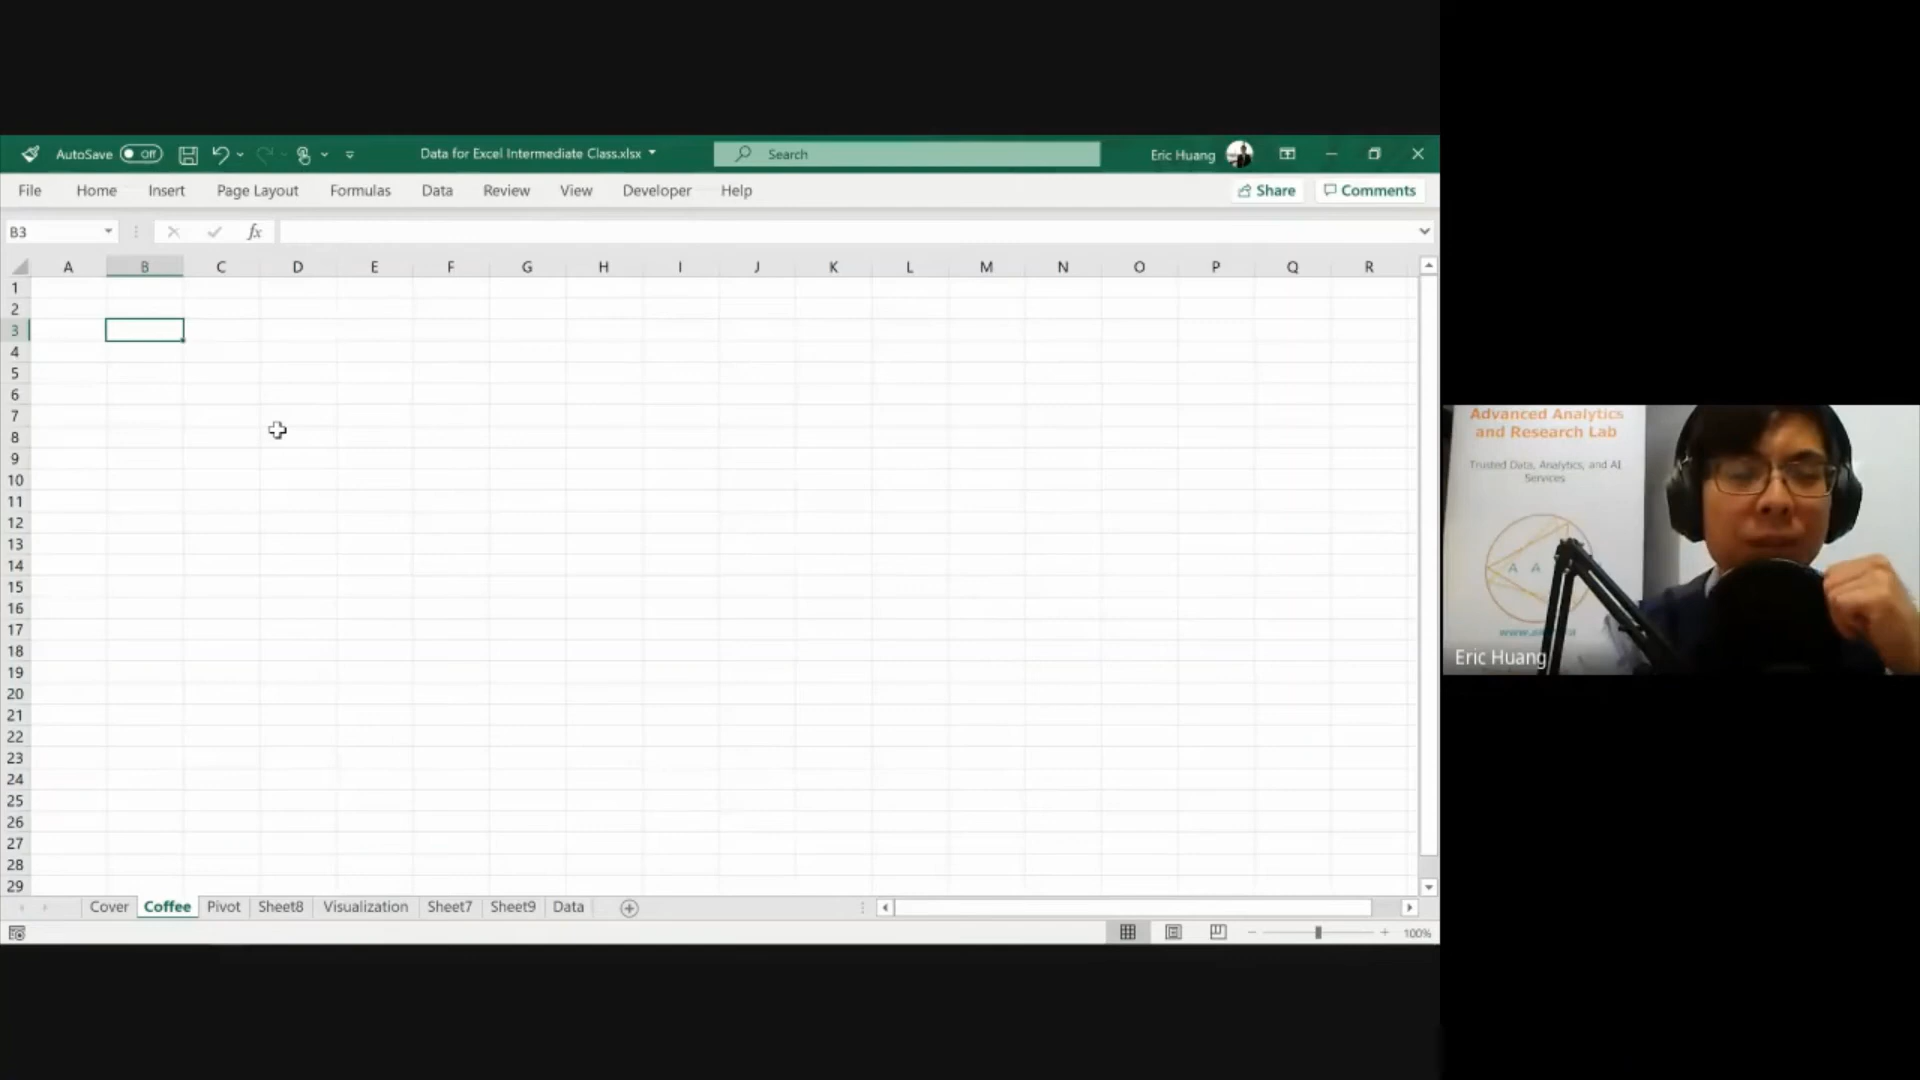 AutoSave Off Data for Excel Intermediate Class.xlsx Search Eric Huang
File Home Insert Page Layout Formulas Data Review View Developer Help Share Comments
B3 fx
A B C D E F G H I J K L M N O P Q R
1
2
3
4
5
6
7
8
9
10
11
12
13
14
15
16
17
18
19
20
21
22
23
24
25
26
27
28
29
Cover Coffee Pivot Sheet8 Visualization Sheet7 Sheet9 Data
100%
Advanced Analytics
and Research Lab
Trusted Data, Analytics, and AI
Services
A A
Eric Huang